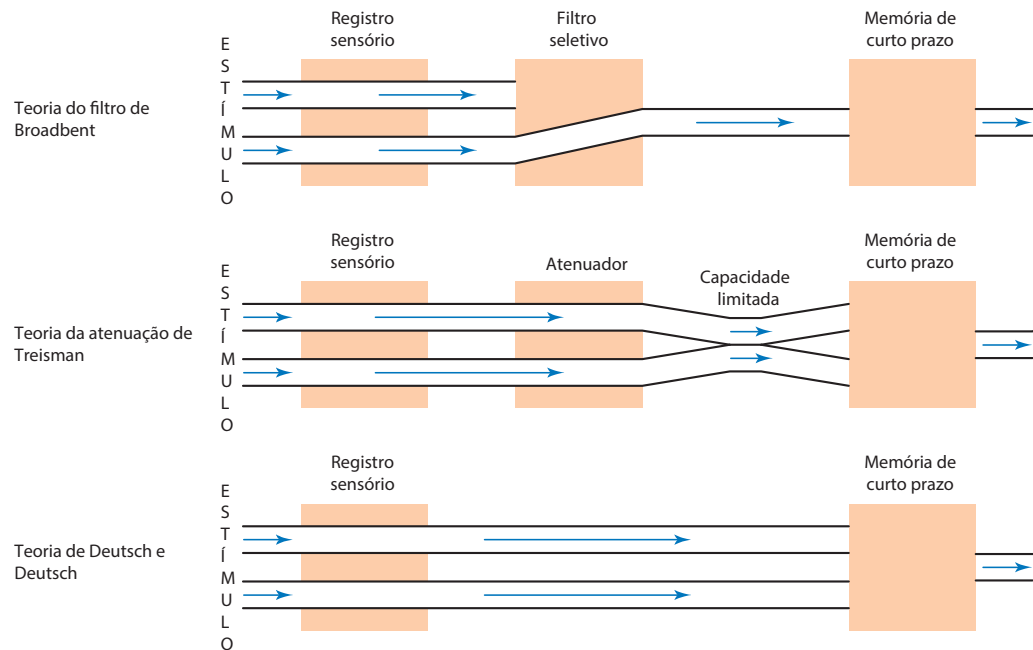 Registro
sensório
Filtro
seletivo
Memória de
curto prazo
Teoria do filtro de
Broadbent
E
S
T
Í
M
U
L
O
Registro
sensório
Atenuador
Capacidade
limitada
Memória de
curto prazo
Teoria da atenuação de
Treisman
E
S
T
Í
M
U
L
O
Registro
sensório
Memória de
curto prazo
Teoria de Deutsch e
Deutsch
E
S
T
Í
M
U
L
O